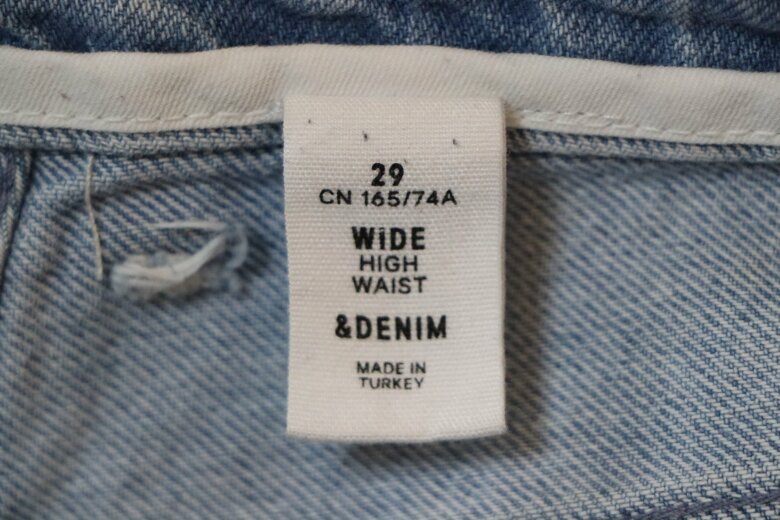 29
CN 165/74A
WIDE
HIGH
WAIST
&DENIM
MADE IN
TURKEY